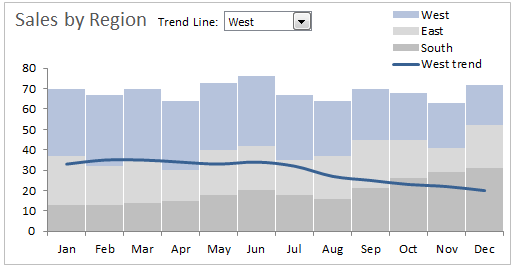 Sales by Region Trend Line: West
West
East
South
West trend
80
70
60
50
40
30
20
10
0
Jan Feb Mar Apr May Jun Jul Aug Sep Oct Nov Dec